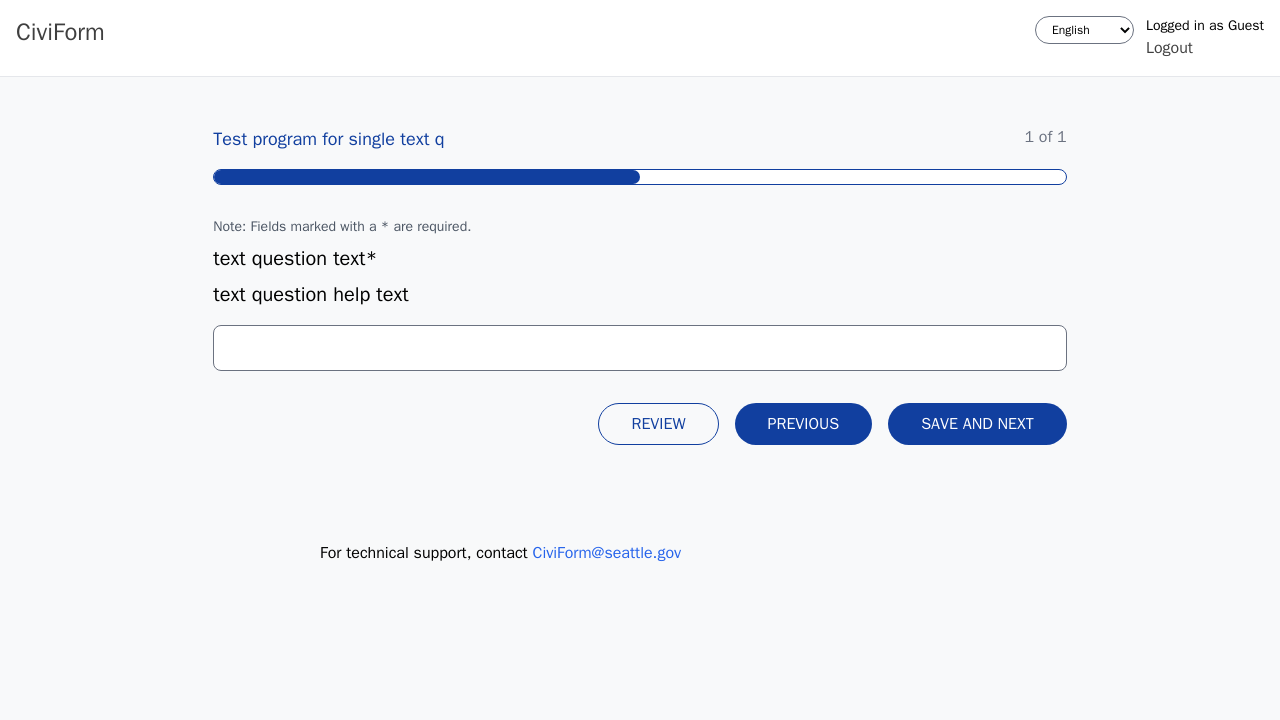 CiviForm
English
Logged in as Guest
Logout
Test program for single text q
1 of 1
Note: Fields marked with a * are required.
text question text*
text question help text
REVIEW
PREVIOUS
SAVE AND NEXT
For technical support, contact CiviForm@seattle.gov